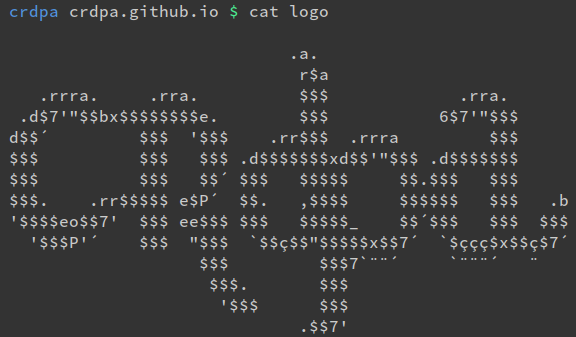 crdpa crdpa.github.io $ cat logo
                            .a.
                             r$a
   .rrra.     .rra.          $$$             .rra.
 .d$7'"$$bx$$$$$$$$e.        $$$           6$7'"$$$
d$$´         $$$  '$$$    .rr$$$  .rrra         $$$
$$$          $$$   $$$ .d$$$$$$$xd$$'"$$$ .d$$$$$$$
$$$          $$$   $$´ $$$   $$$$$     $$.$$$   $$$
$$$.    .rr$$$$$ e$P´  $$.   ,$$$$     $$$$$$   $$$   .b
'$$$$eo$$7'  $$$ ee$$$ $$$   $$$$$_    $$´$$$   $$$  $$$
  '$$$P'´    $$$  "$$$  `$$ç$$"$$$$$x$$7´  `$ççç$x$$ç$7´
                   $$$         $$$7`¨¨´     `¨¨¨´   ¨
                    $$$.       $$$
                     '$$$      $$$
                             .$$7'